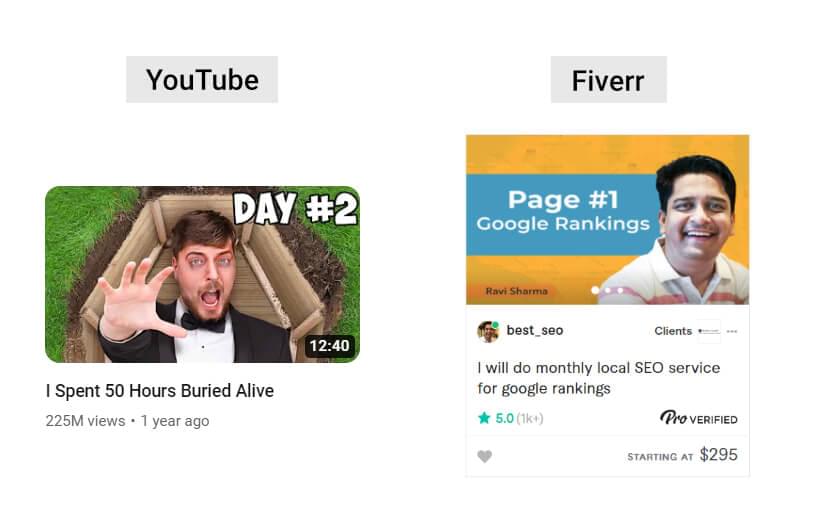 YouTube
Fiverr
DAY #2
12:40
I Spent 50 Hours Buried Alive
225M views • 1 year ago
Page #1
Google Rankings
Ravi Sharma
best_seo
Clients
I will do monthly local SEO service
for google rankings
5.0 (1k+)
Pro VERIFIED
STARTING AT $295